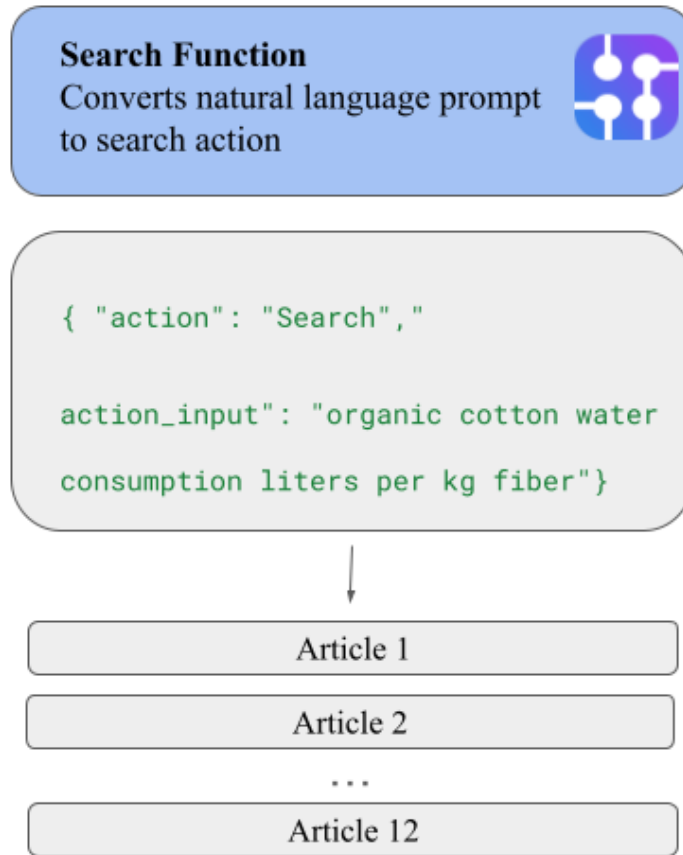 Search Function
Converts natural language prompt
to search action
{ "action": "Search","
action_input": "organic cotton water
consumption liters per kg fiber"}
Article 1
Article 2
...
Article 12